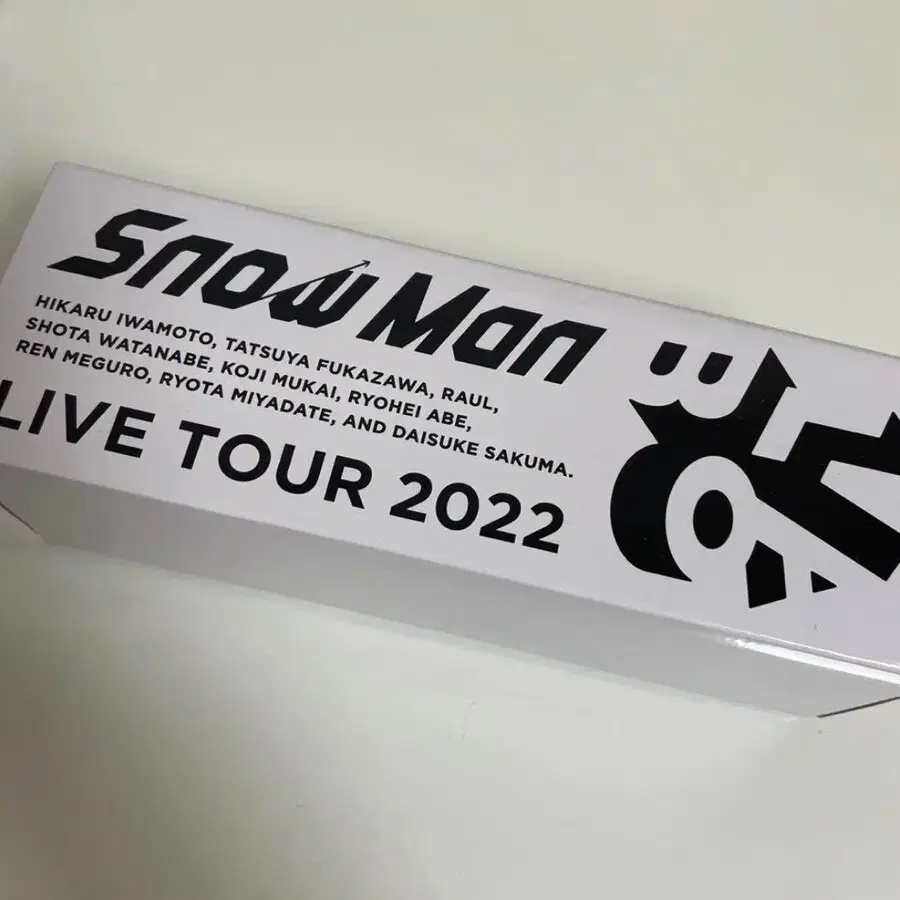 Snow Man
HIKARU IWAMOTO, TATSUYA FUKAZAWA, RAUL,
SHOTA WATANABE, KOJI MUKAI, RYOHEI ABE,
REN MEGURO, RYOTA MIYADATE, AND DAISUKE SAKUMA.
LIVE TOUR 2022